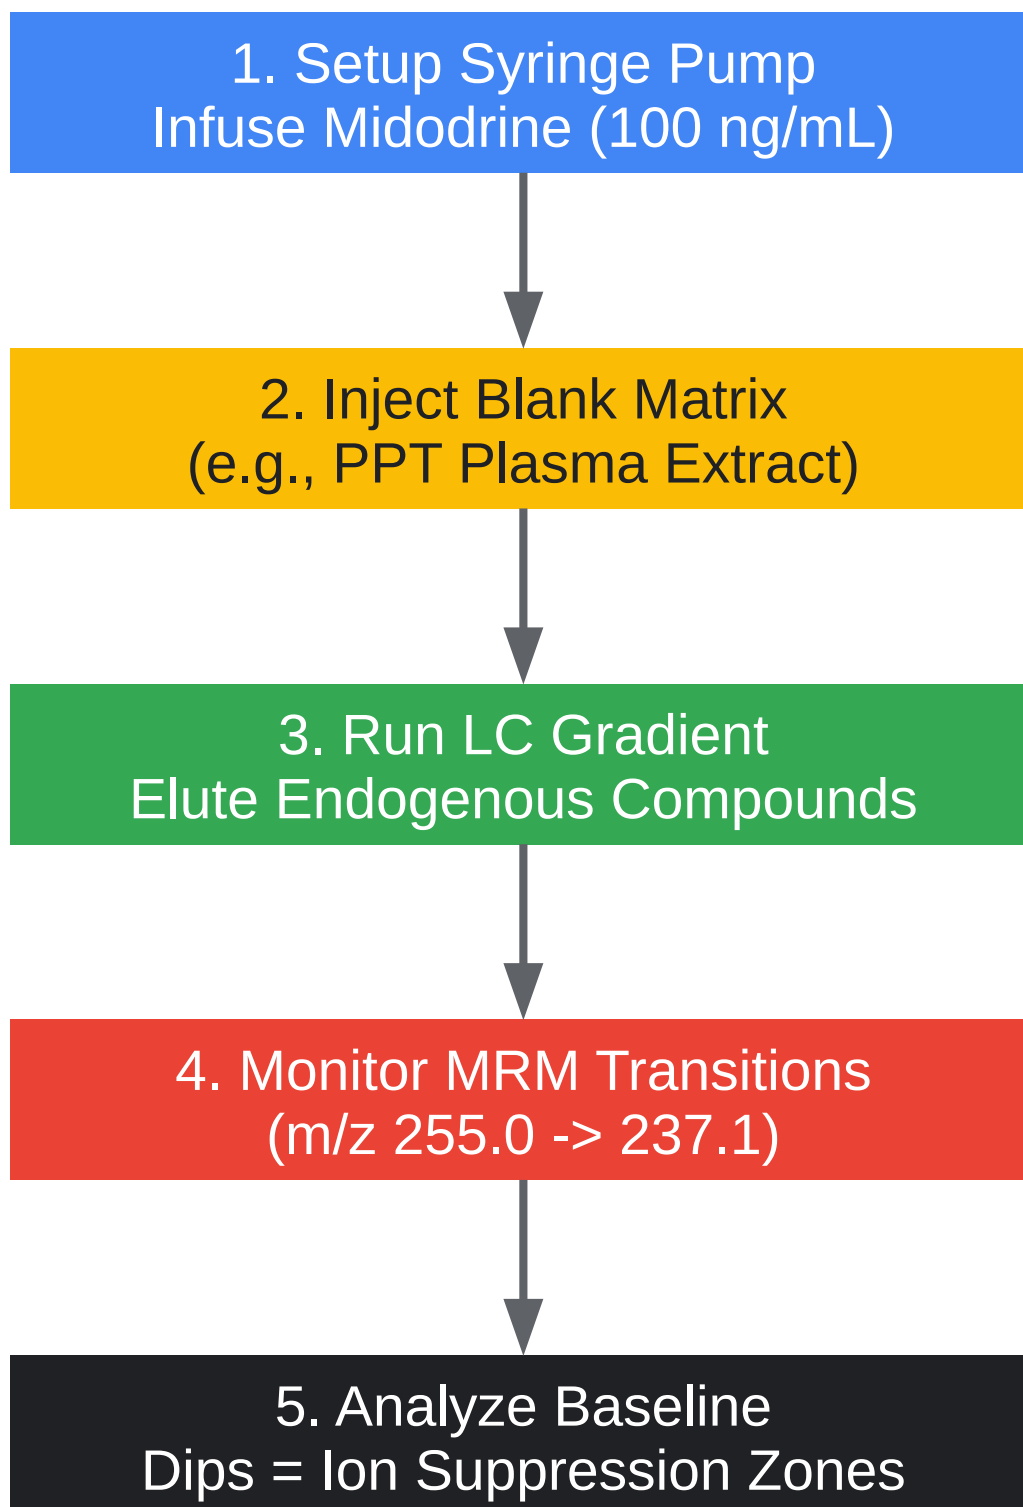 1. Setup Syringe Pump
Infuse Midodrine (100 ng/mL)
2. Inject Blank Matrix
(e.g., PPT Plasma Extract)
3. Run LC Gradient
Elute Endogenous Compounds
4. Monitor MRM Transitions
(m/z 255.0 -> 237.1)
5. Analyze Baseline
Dips = Ion Suppression Zones